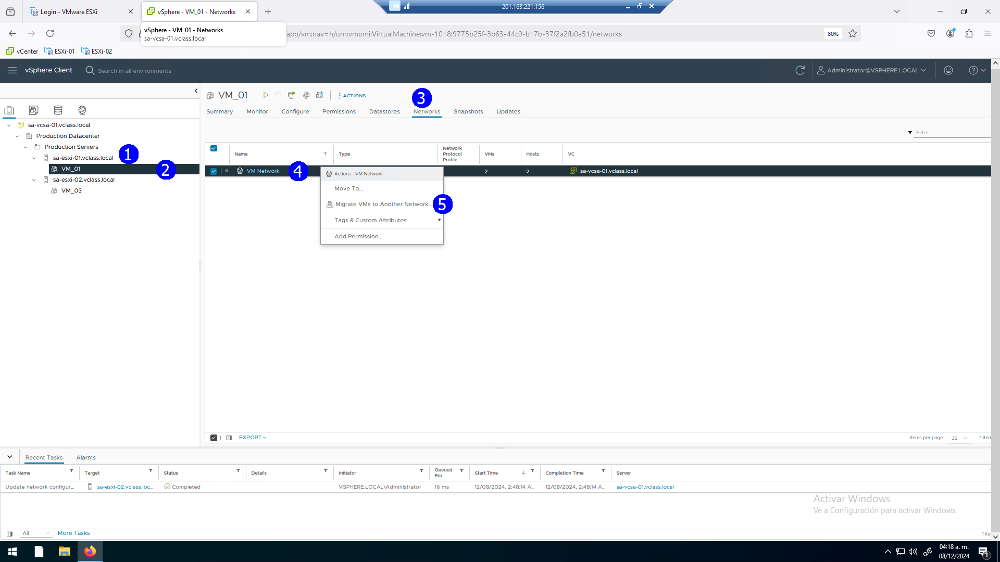 Login - VMware ESXi
vSphere - VM_01 - Networks
201.163.221.156
vSphere - VM_01 - Networks
sa-vcsa-01.vclass.local
app/vm;nav=h/urn:vmomi:VirtualMachine:vm-1018:9775b25f-3b63-44c0-b17b-37f2a2fb0a51/networks
80%
vCenter
ESXi-01
ESXi-02
vSphere Client
Search in all environments
Administrator@VSPHERE.LOCAL
VM_01
ACTIONS
3
Summary
Monitor
Configure
Permissions
Datastores
Networks
Snapshots
Updates
sa-vcsa-01.vclass.local
Production Datacenter
Production Servers
sa-esxi-01.vclass.local
1
VM_01
2
sa-esxi-02.vclass.local
VM_03
Filter
Name
Type
Network
Protocol
Profile
VMs
Hosts
VC
VM Network
4
2
2
sa-vcsa-01.vclass.local
Actions - VM Network
Move To...
Migrate VMs to Another Network...
5
Tags & Custom Attributes
Add Permission...
1
EXPORT
Items per page
35
1 item
Recent Tasks
Alarms
Task Name
Target
Status
Details
Initiator
Queued
For
Start Time
Completion Time
Server
Update network configur...
sa-esxi-02.vclass.loc...
Completed
VSPHERE.LOCAL\Administrator
16 ms
12/08/2024, 2:48:14 A...
12/08/2024, 2:48:14 A...
sa-vcsa-01.vclass.local
Activar Windows
Ve a Configuración para activar Windows.
All
More Tasks
04:18 a. m.
08/12/2024
1